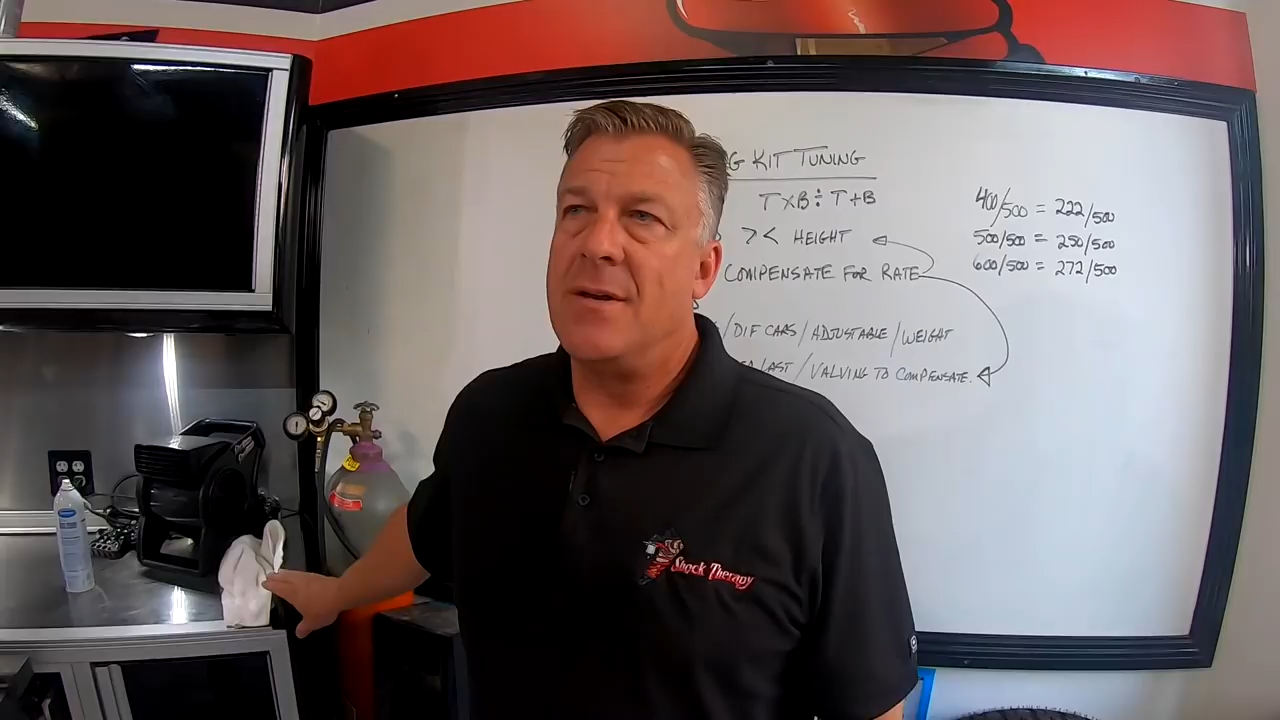 G KIT TUNING
T×B÷T+B
>< HEIGHT
COMPENSATE FOR RATE
/DIF CARS/ADJUSTABLE/WEIGHT
LAST/VALVING TO COMPENSATE.
400/500 = 222/500
500/500 = 250/500
600/500 = 272/500
Shock Therapy